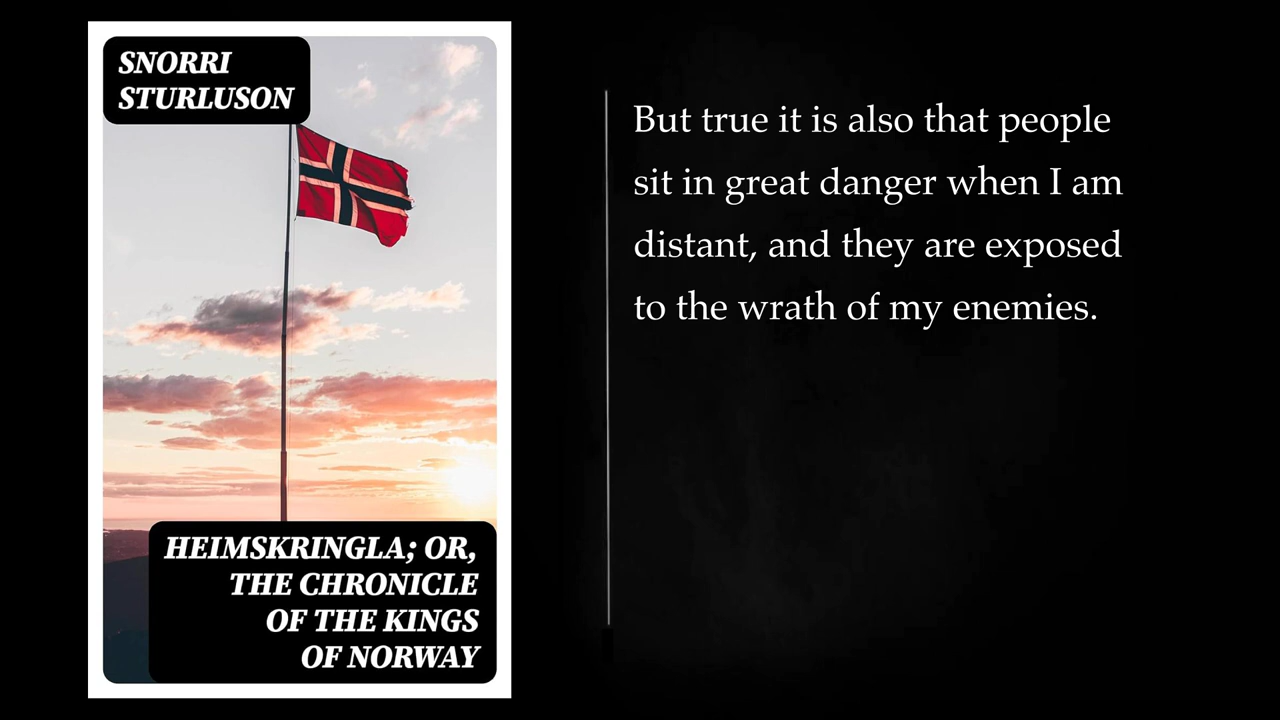 SNORRI
STURLUSON
HEIMSKRINGLA; OR,
THE CHRONICLE
OF THE KINGS
OF NORWAY
But true it is also that people
sit in great danger when I am
distant, and they are exposed
to the wrath of my enemies.